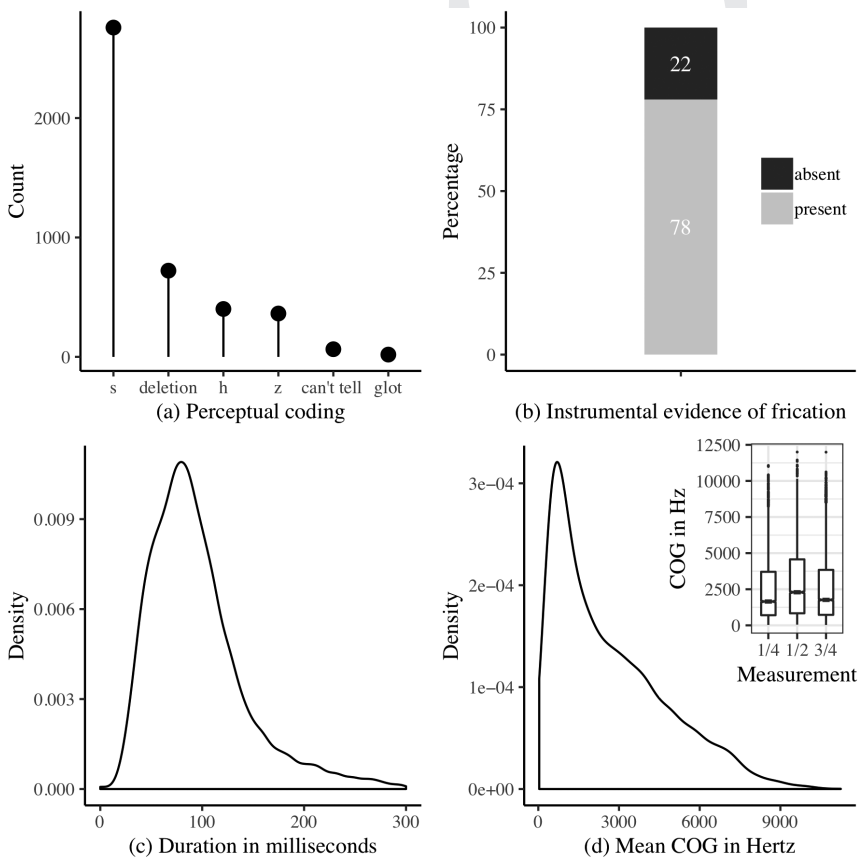 2000
1000
0
Count
s deletion h z can't tell glot
(a) Perceptual coding
100
75
50
25
0
Percentage
22
78
absent
present
(b) Instrumental evidence of frication
0.009
0.006
0.003
0.000
Density
0 100 200 300
(c) Duration in milliseconds
3e−04
2e−04
1e−04
0e+00
Density
0 3000 6000 9000
(d) Mean COG in Hertz
12500
10000
7500
5000
2500
0
COG in Hz
1/4 1/2 3/4
Measurement